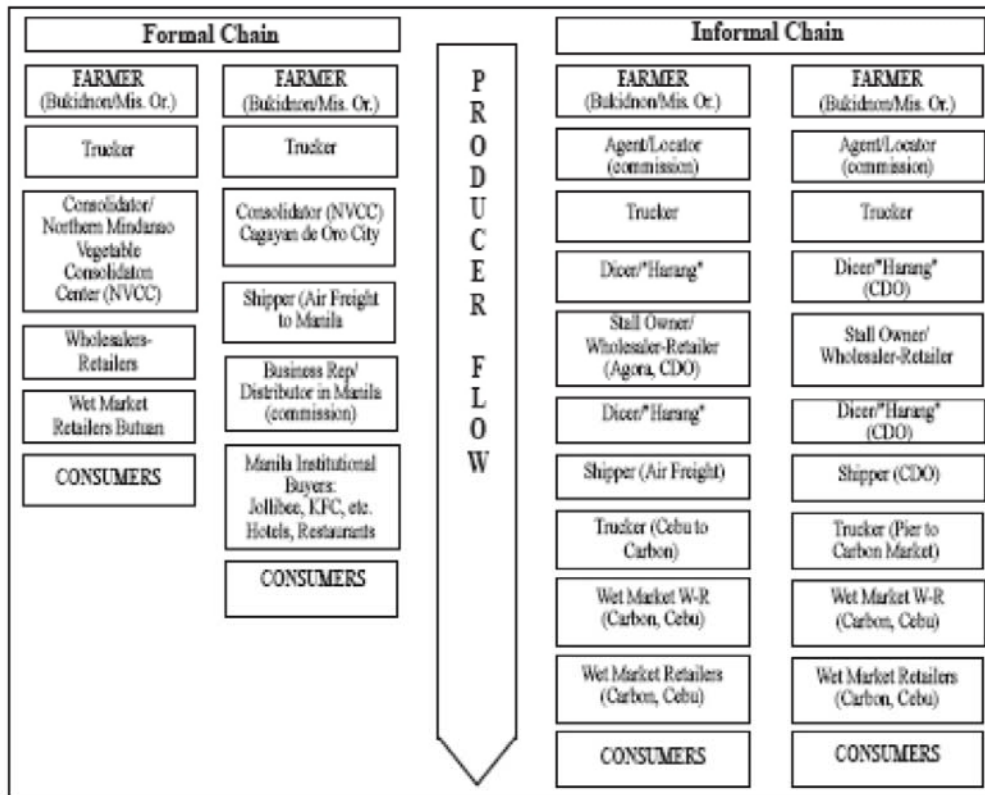 Formal Chain
FARMER
(Bukidnon/Mis. Or.)
Trucker
Consolidator/
Northern Mindanao
Vegetable
Consolidaton
Center (NVCC)
Wholesalers-
Retailers
Wet Market
Retailers Butuan
CONSUMERS
FARMER
(Bukidnon/Mis. Or.)
Trucker
Consolidator (NVCC)
Cagayan de Oro City
Shipper (Air Freight
to Manila
Business Rep/
Distributor in Manila
(commission)
Manila Institutional
Buyers:
Jollibee, KFC, etc.
Hotels, Restaurants
CONSUMERS
P
R
O
D
U
C
E
R
F
L
O
W
Informal Chain
FARMER
(Bukidnon/Mis. Or.)
Agent/Locator
(commission)
Trucker
Dicer/"Harang"
Stall Owner/
Wholesaler-Retailer
(Agora, CDO)
Dicer/"Harang"
Shipper (Air Freight)
Trucker (Cebu to
Carbon)
Wet Market W-R
(Carbon, Cebu)
Wet Market Retailers
(Carbon, Cebu)
CONSUMERS
FARMER
(Bukidnon/Mis. Or.)
Agent/Locator
(commission)
Trucker
Dicer"Harang"
(CDO)
Stall Owner/
Wholesaler-Retailer
Dicer/"Harang"
(CDO)
Shipper (CDO)
Trucker (Pier to
Carbon Market)
Wet Market W-R
(Carbon, Cebu)
Wet Market Retailers
(Carbon, Cebu)
CONSUMERS